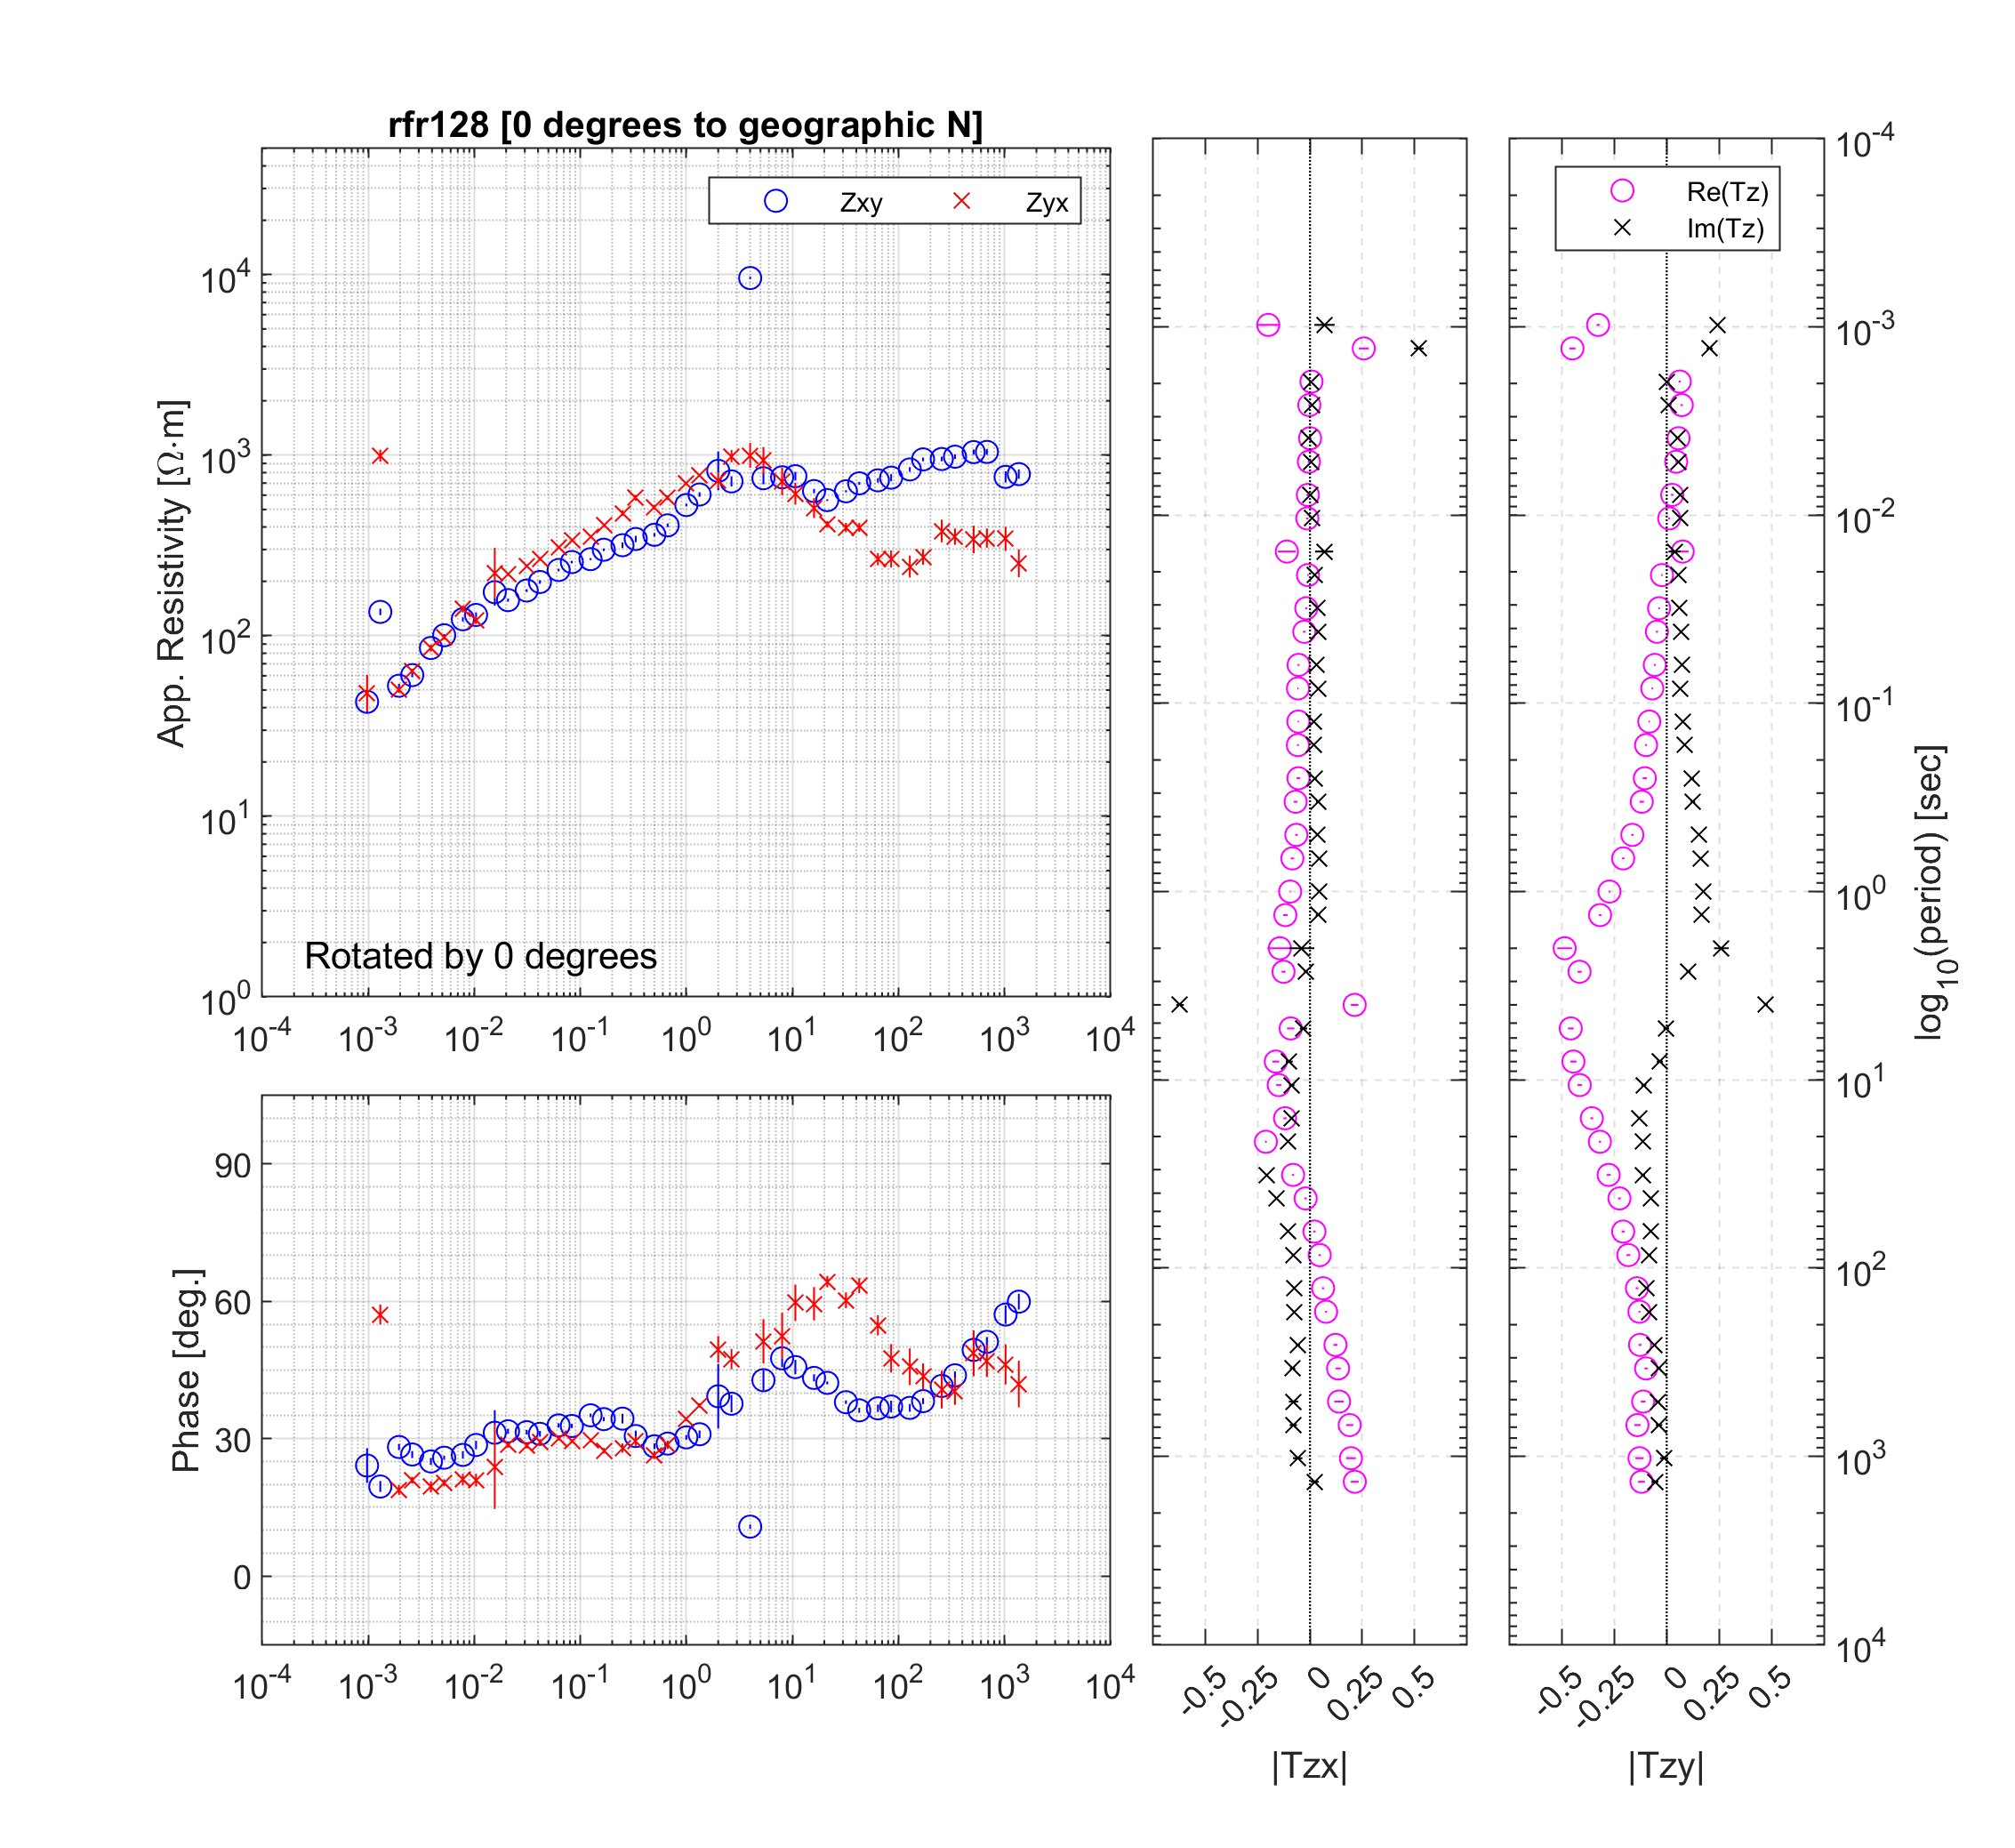 rfr128 [0 degrees to geographic N]
Zxy Zyx
App. Resistivity [Ω·m]
10^4
10^3
10^2
10^1
10^0
Rotated by 0 degrees
10^-4 10^-3 10^-2 10^-1 10^0 10^1 10^2 10^3 10^4
Phase [deg.]
90
60
30
0
10^-4 10^-3 10^-2 10^-1 10^0 10^1 10^2 10^3 10^4
-0.5 -0.25 0 0.25 0.5
|Tzx|
Re(Tz)
Im(Tz)
10^-4
10^-3
10^-2
10^-1
10^0
10^1
10^2
10^3
10^4
log_10(period) [sec]
-0.5 -0.25 0 0.25 0.5
|Tzy|